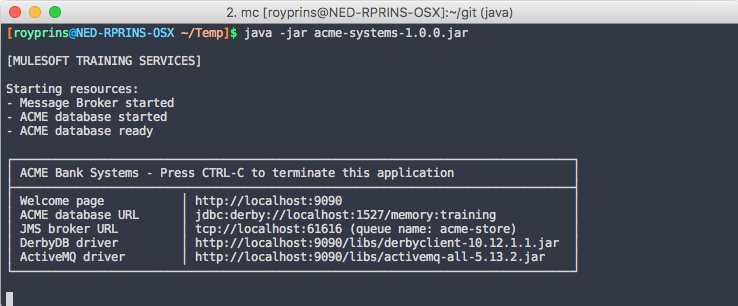 2. mc [royprins@NED-RPRINS-OSX]:~/git (java)
[royprins@NED-RPRINS-OSX ~/Temp]$ java -jar acme-systems-1.0.0.jar
[MULESOFT TRAINING SERVICES]
Starting resources:
- Message Broker started
- ACME database started
- ACME database ready
ACME Bank Systems - Press CTRL-C to terminate this application
Welcome page | http://localhost:9090
ACME database URL | jdbc:derby://localhost:1527/memory:training
JMS broker URL | tcp://localhost:61616 (queue name: acme-store)
DerbyDB driver | http://localhost:9090/libs/derbyclient-10.12.1.1.jar
ActiveMQ driver | http://localhost:9090/libs/activemq-all-5.13.2.jar